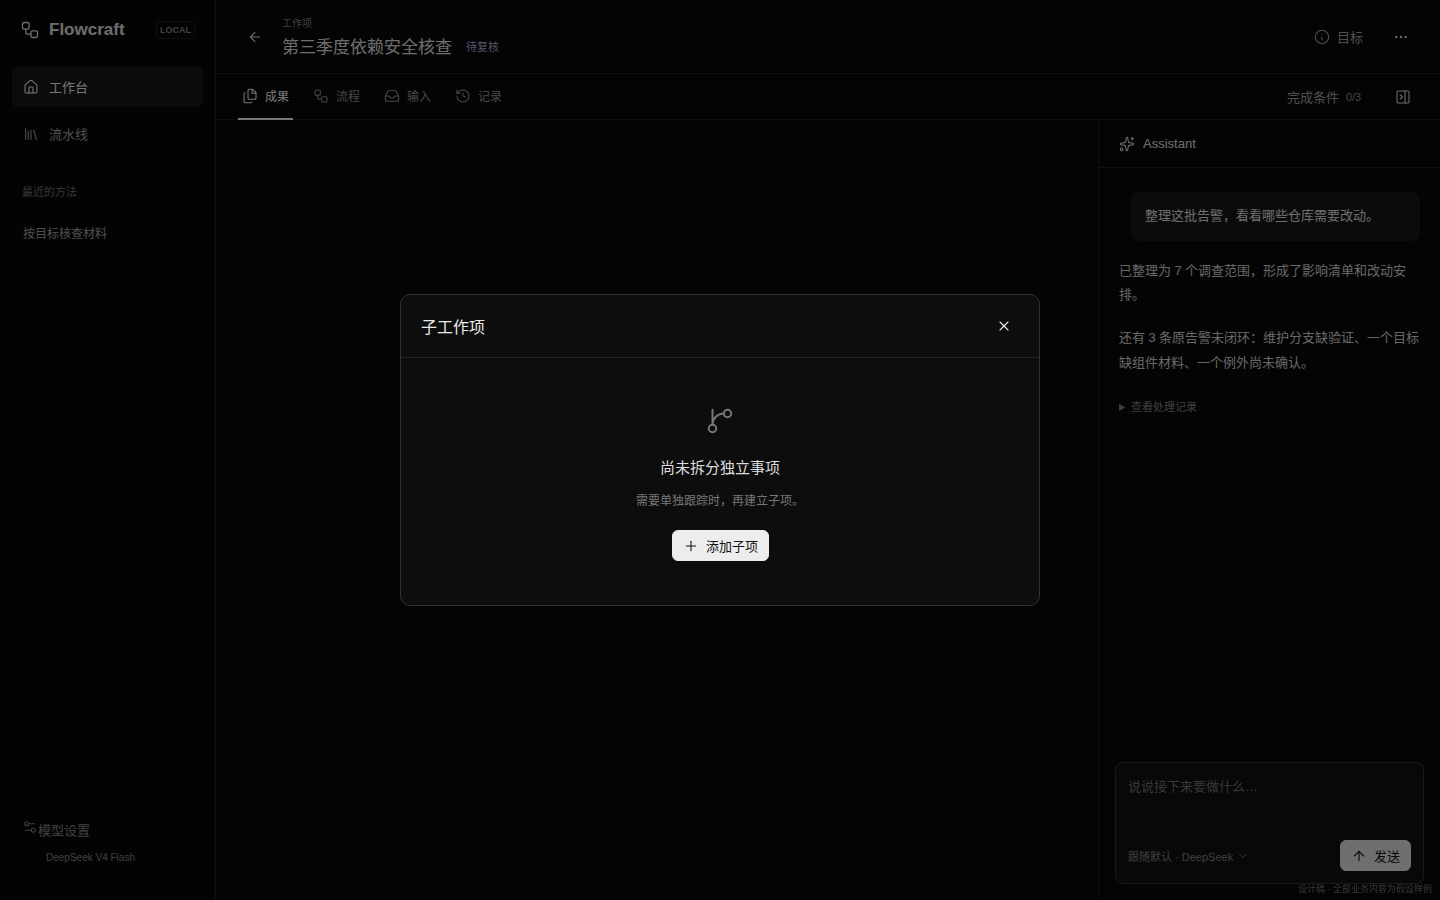 Flowcraft
LOCAL
工作台
流水线
最近的方法
按目标核查材料
模型设置
DeepSeek V4 Flash
工作项
第三季度依赖安全核查
待复核
目标
成果
流程
输入
记录
完成条件 0/3
子工作项
尚未拆分独立事项
需要单独跟踪时，再建立子项。
添加子项
Assistant
整理这批告警，看看哪些仓库需要改动。
已整理为 7 个调查范围，形成了影响清单和改动安
排。
还有 3 条原告警未闭环：维护分支缺验证、一个目标
缺组件材料、一个例外尚未确认。
查看处理记录
说说接下来要做什么…
跟随默认 · DeepSeek
发送
设计稿 · 全部业务内容为假设样例